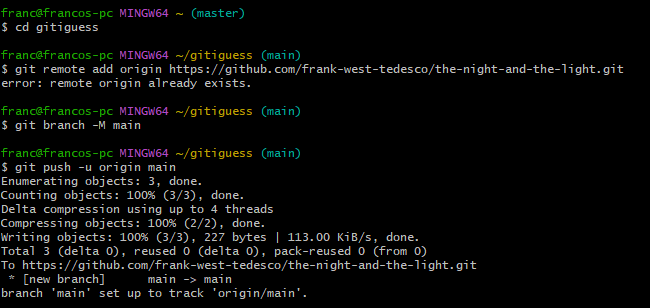 franc@francos-pc MINGW64 ~ (master)
$ cd gitiguess
franc@francos-pc MINGW64 ~/gitiguess (main)
$ git remote add origin https://github.com/frank-west-tedesco/the-night-and-the-light.git
error: remote origin already exists.
franc@francos-pc MINGW64 ~/gitiguess (main)
$ git branch -M main
franc@francos-pc MINGW64 ~/gitiguess (main)
$ git push -u origin main
Enumerating objects: 3, done.
Counting objects: 100% (3/3), done.
Delta compression using up to 4 threads
Compressing objects: 100% (2/2), done.
Writing objects: 100% (3/3), 227 bytes | 113.00 KiB/s, done.
Total 3 (delta 0), reused 0 (delta 0), pack-reused 0 (from 0)
To https://github.com/frank-west-tedesco/the-night-and-the-light.git
 * [new branch]      main -> main
branch 'main' set up to track 'origin/main'.